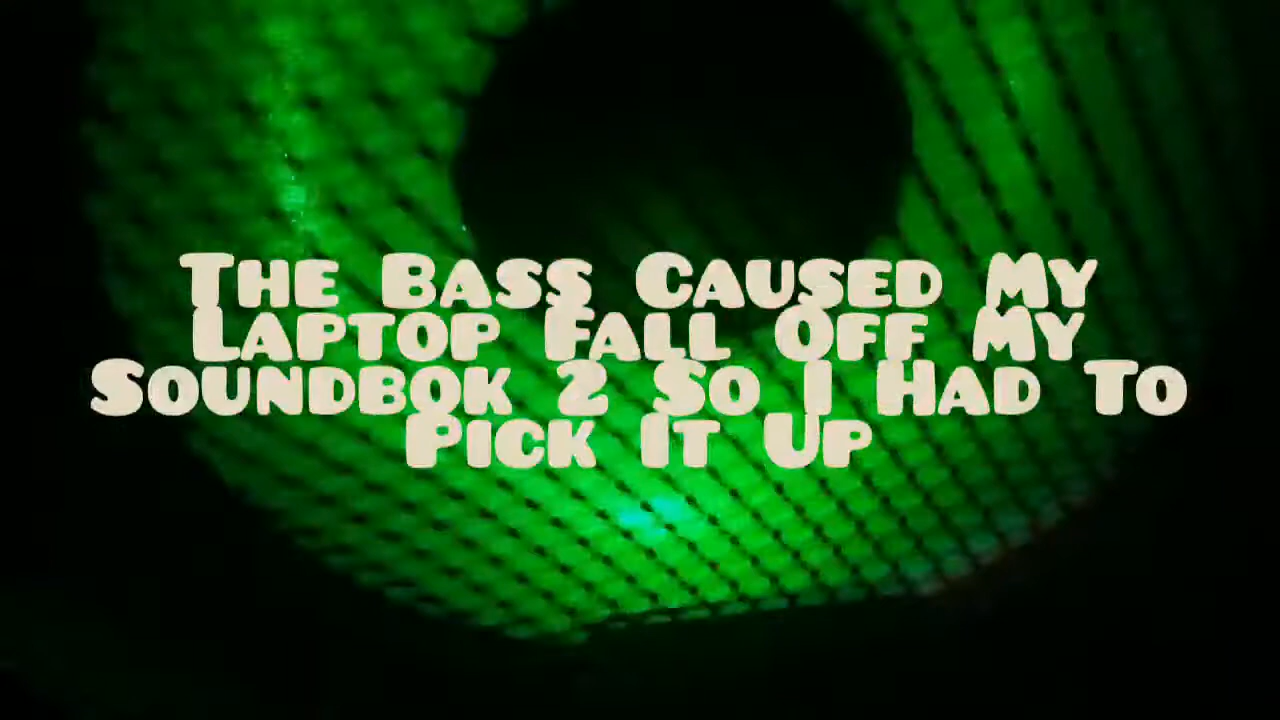 The Bass Caused My
Laptop Fall Off My
Soundbok 2 So I Had To
Pick It Up